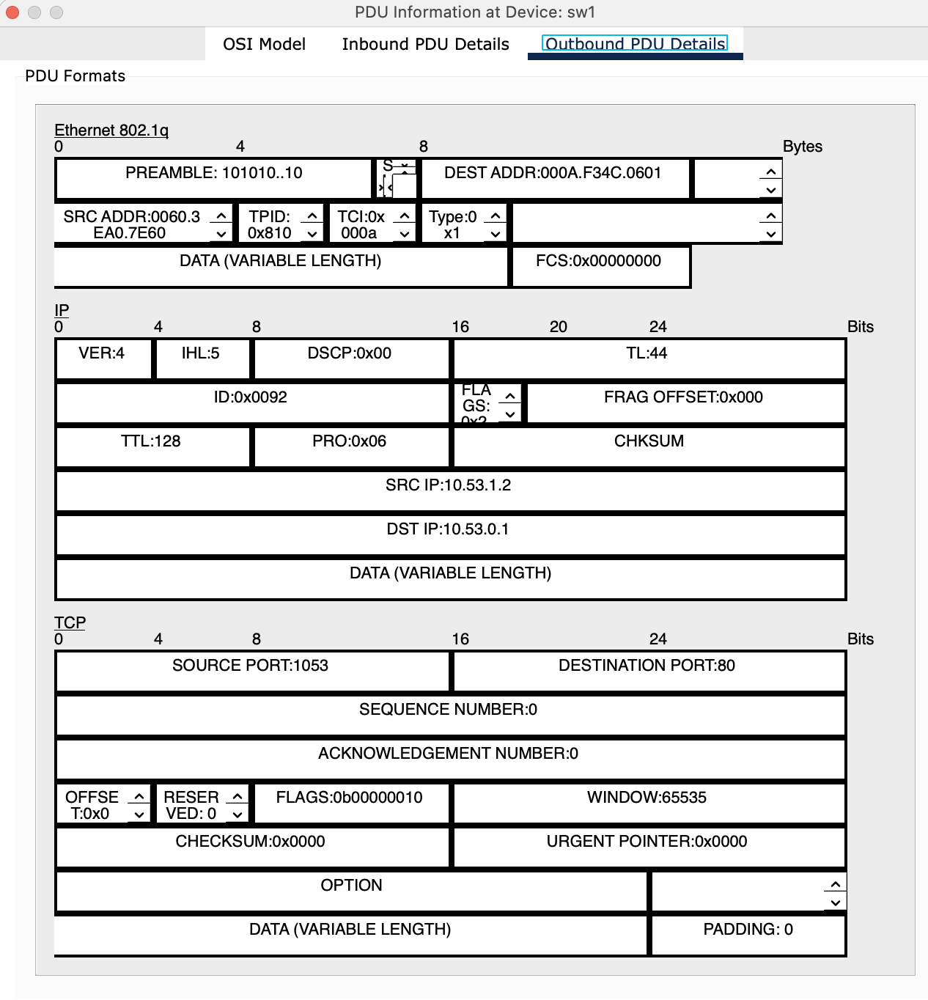 PDU Information at Device: sw1
OSI Model Inbound PDU Details Outbound PDU Details
PDU Formats
Ethernet 802.1q
0 4 8 Bytes
PREAMBLE: 101010..10 S DEST ADDR:000A.F34C.0601
SRC ADDR:0060.3 TPID: TCI:0x Type:0
EA0.7E60 0x810 000a x1
DATA (VARIABLE LENGTH) FCS:0x00000000
IP
0 4 8 16 20 24 Bits
VER:4 IHL:5 DSCP:0x00 TL:44
ID:0x0092 FLA GS: 0x2 FRAG OFFSET:0x000
TTL:128 PRO:0x06 CHKSUM
SRC IP:10.53.1.2
DST IP:10.53.0.1
DATA (VARIABLE LENGTH)
TCP
0 4 8 16 24 Bits
SOURCE PORT:1053 DESTINATION PORT:80
SEQUENCE NUMBER:0
ACKNOWLEDGEMENT NUMBER:0
OFFSE RESER FLAGS:0b00000010 WINDOW:65535
T:0x0 VED: 0
CHECKSUM:0x0000 URGENT POINTER:0x0000
OPTION
DATA (VARIABLE LENGTH) PADDING: 0